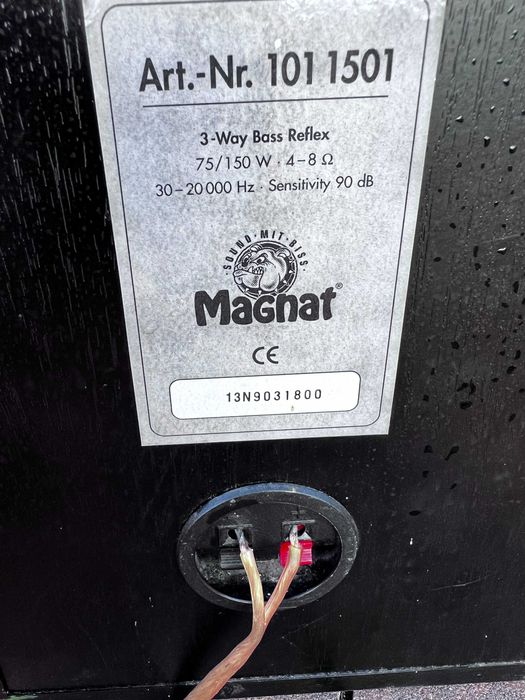 Art.-Nr. 101 1501
3-Way Bass Reflex
75/150 W · 4–8 Ω
30–20 000 Hz · Sensitivity 90 dB
·SOUND·MIT·BISS·
Magnat®
CE
13N9031800